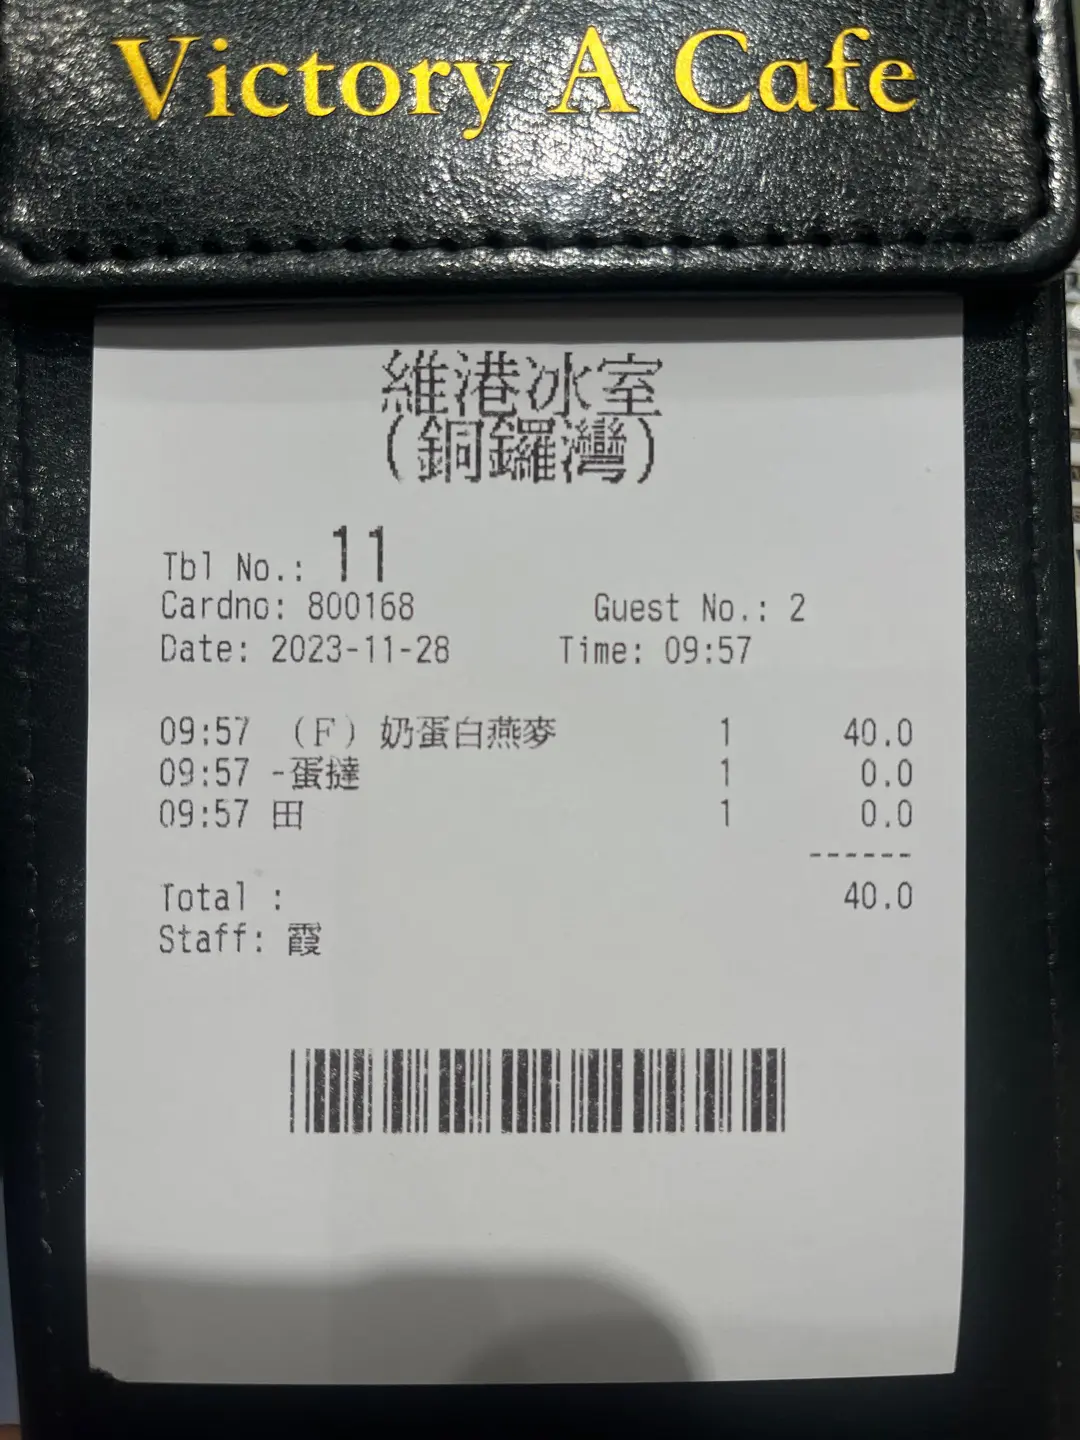 Victory A Cafe
維港冰室
(銅鑼灣)
Tbl No.: 11
Cardno: 800168 Guest No.: 2
Date: 2023-11-28 Time: 09:57
09:57 (F) 奶蛋白燕麥 1 40.0
09:57 -蛋撻 1 0.0
09:57 田 1 0.0
------
Total : 40.0
Staff: 霞